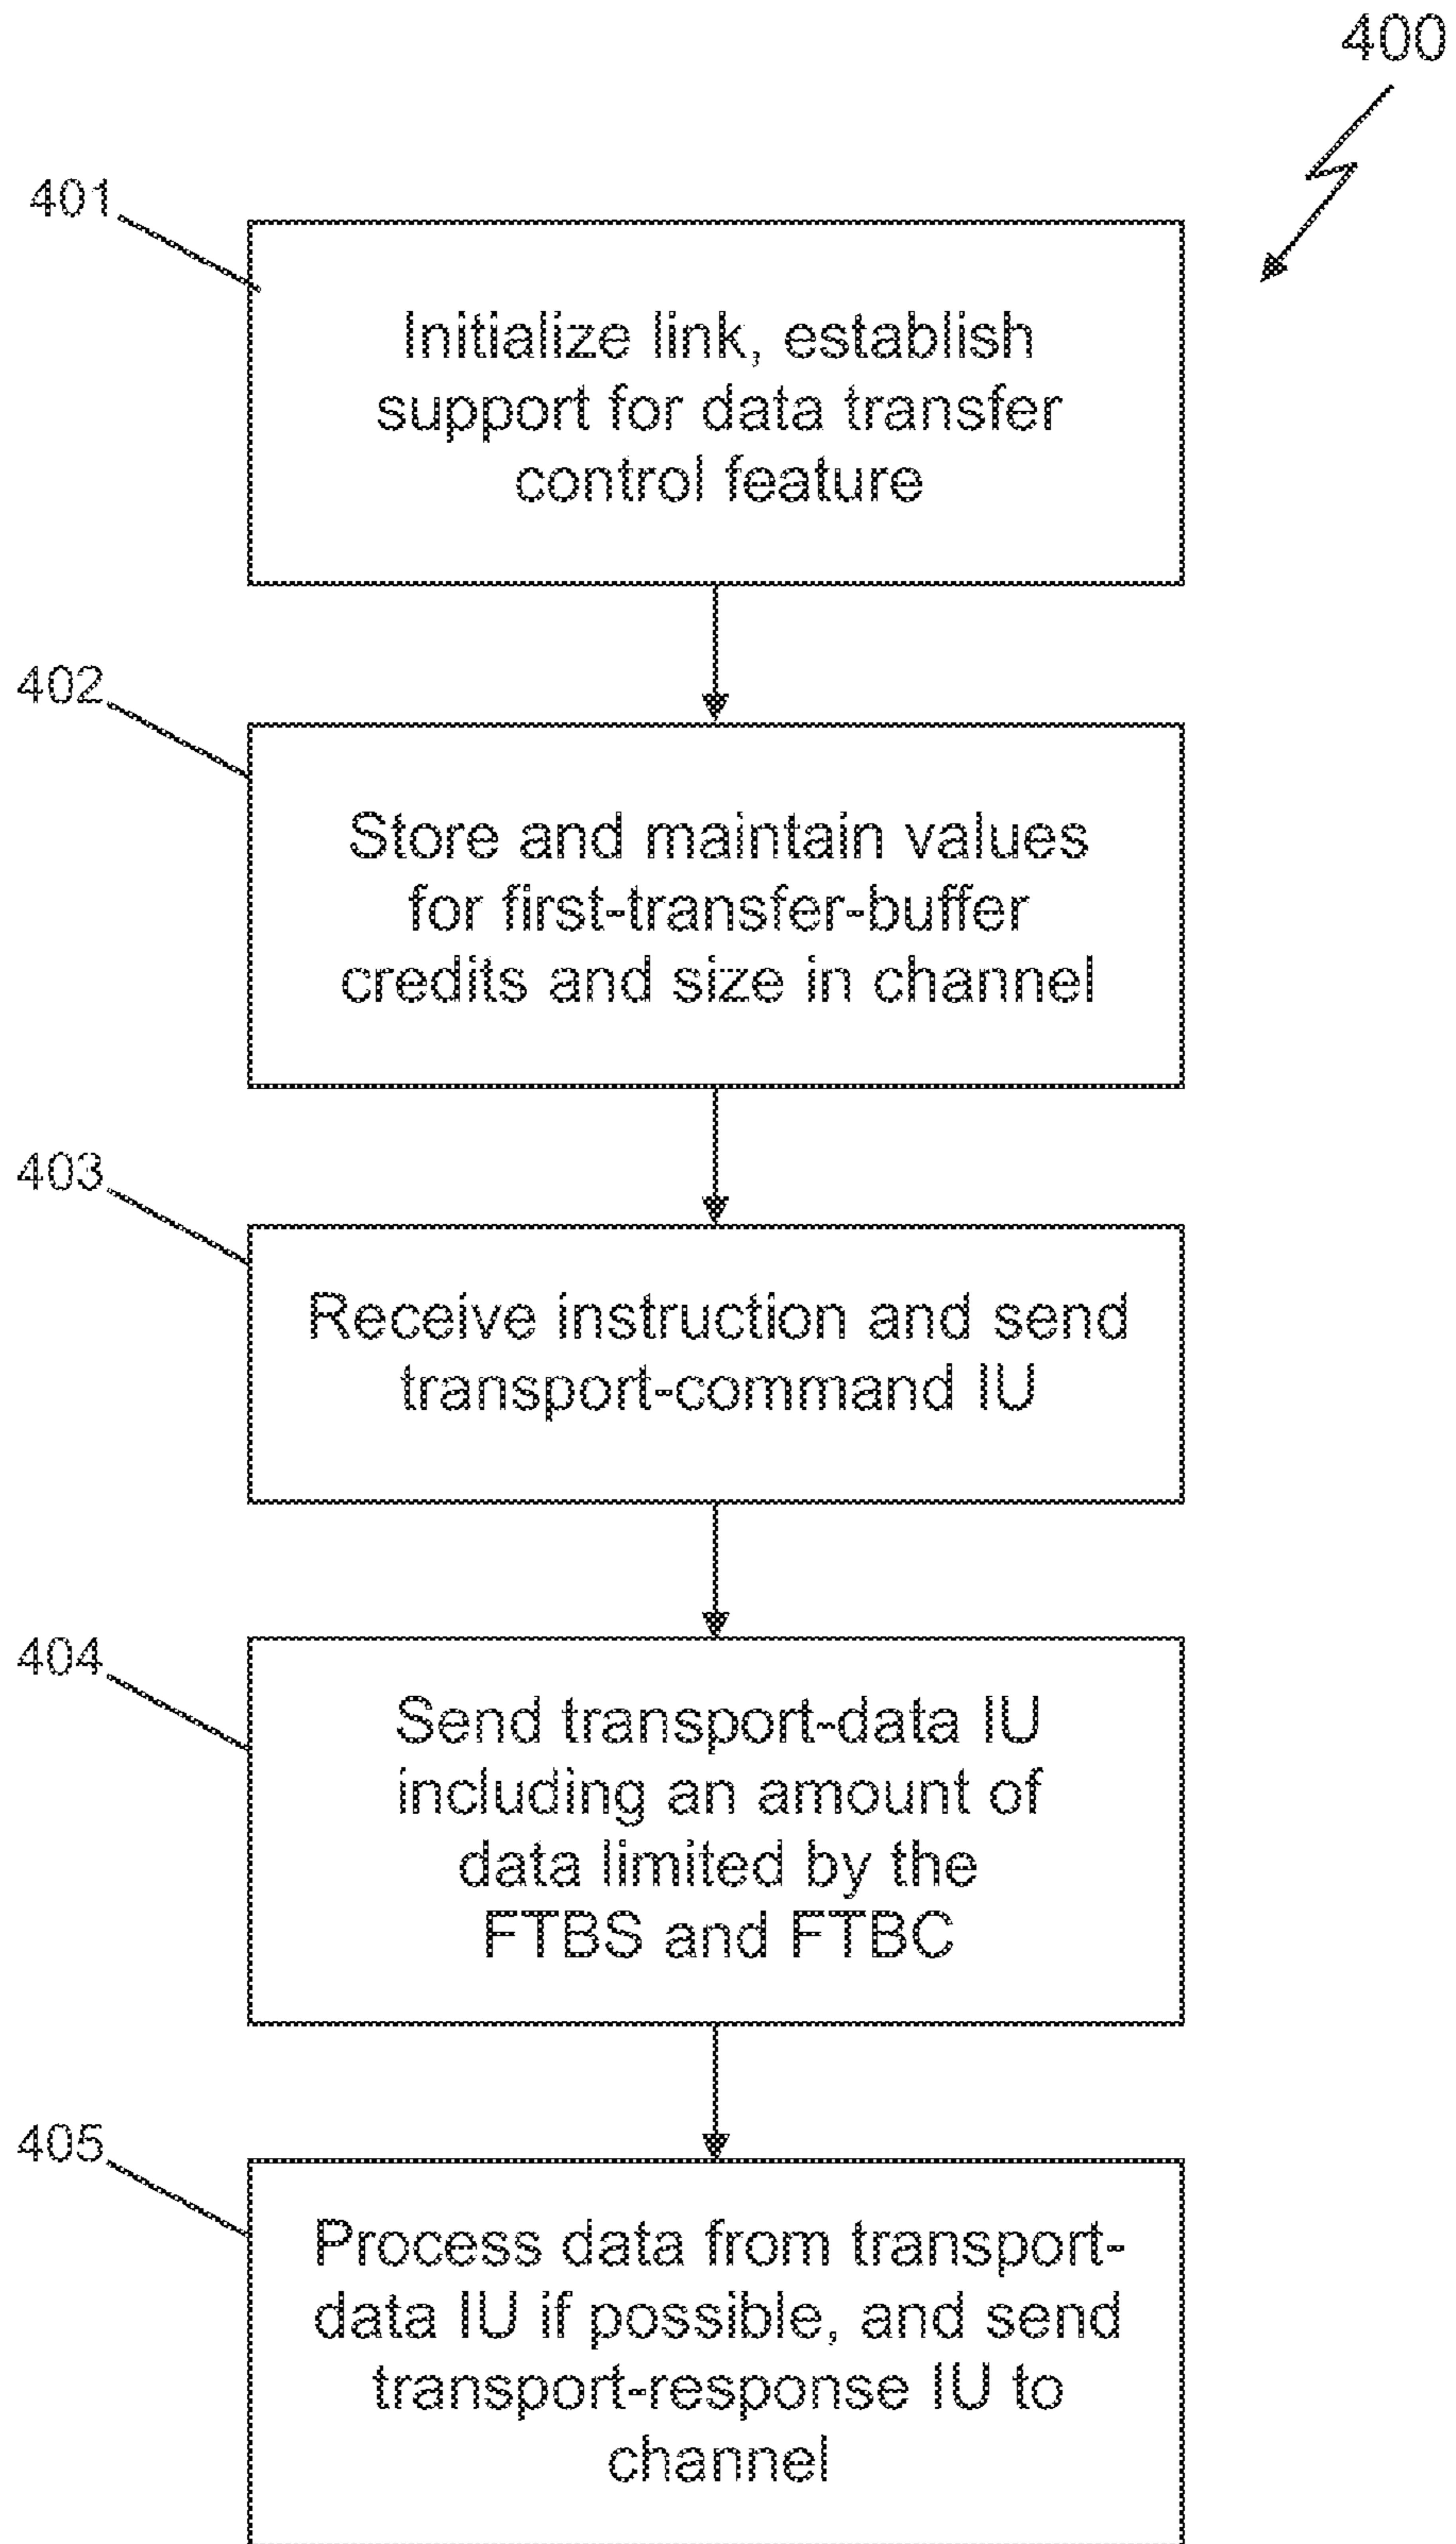 400
401
Initialize link, establish
support for data transfer
control feature
402
Store and maintain values
for first-transfer-buffer
credits and size in channel
403
Receive instruction and send
transport-command IU
404
Send transport-data IU
including an amount of
data limited by the
FTBS and FTBC
405
Process data from transport-
data IU if possible, and send
transport-response IU to
channel